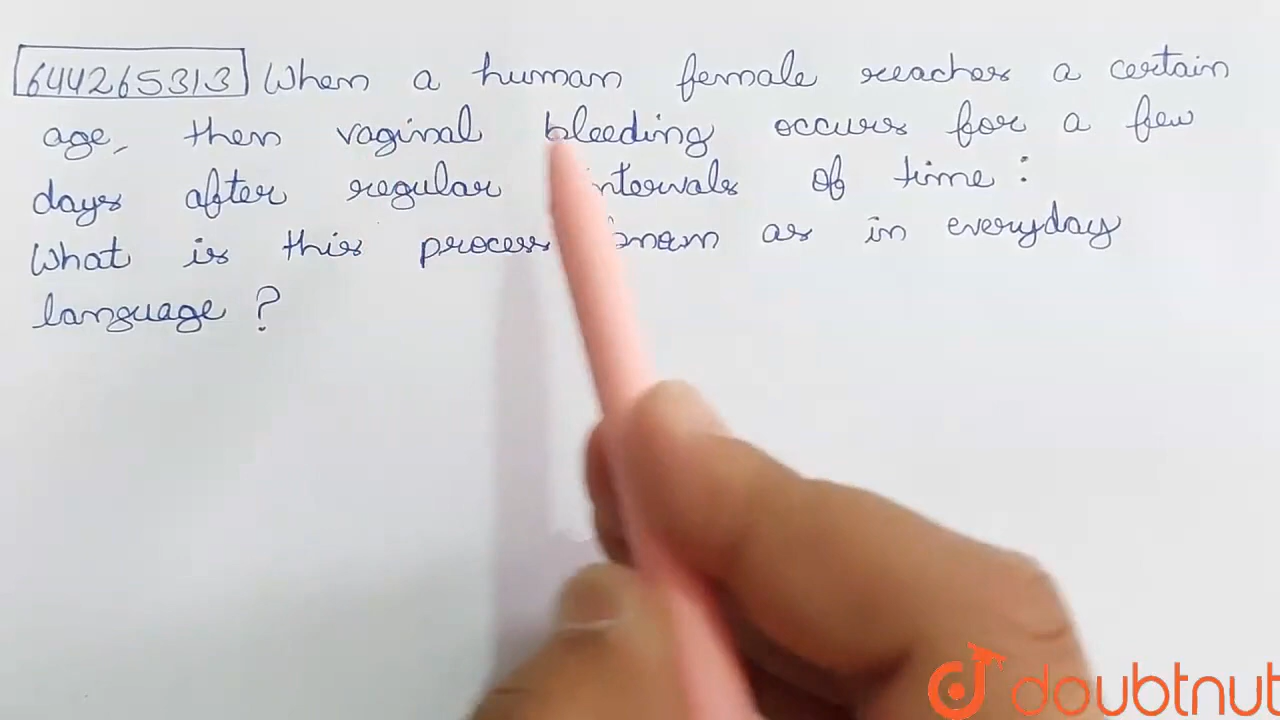 644265313 When a human female reaches a certain
age, then vaginal bleeding occurs for a few
days after regular intervals of time :
What is this process known as in everyday
language ?
doubtnut